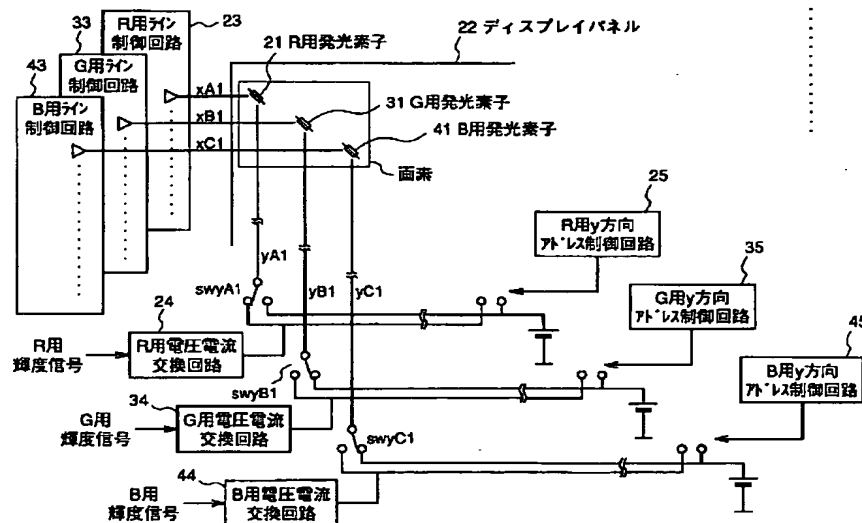 R用ライン
制御回路
23
33
G用ライン
制御回路
43
B用ライン
制御回路
xA1
xB1
xC1
22 ディスプレイパネル
21 R用発光素子
31 G用発光素子
41 B用発光素子
画素
yA1
yB1
yC1
swyA1
swyB1
swyC1
25
R用y方向
アドレス制御回路
35
G用y方向
アドレス制御回路
45
B用y方向
アドレス制御回路
24
R用
輝度信号
R用電圧電流
交換回路
34
G用
輝度信号
G用電圧電流
交換回路
44
B用
輝度信号
B用電圧電流
交換回路